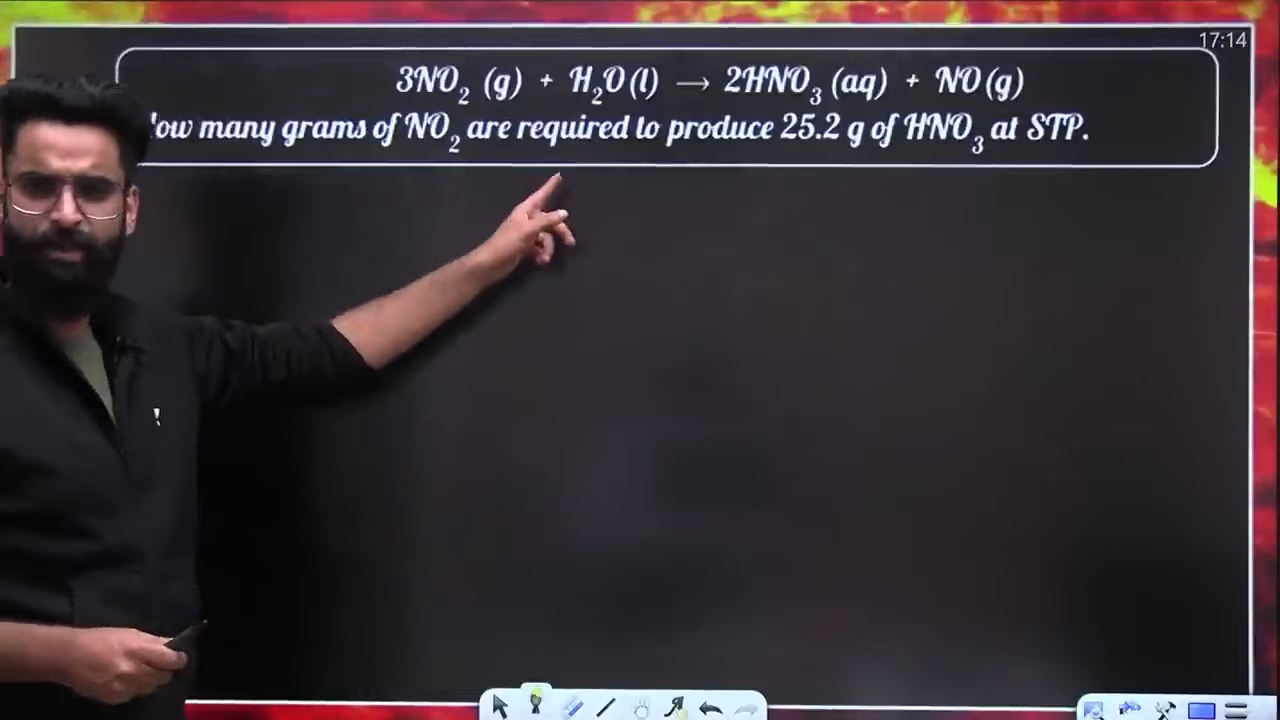 17:14
3NO₂ (g) + H₂O(l) → 2HNO₃(aq) + NO(g)
many grams of NO₂ are required to produce 25.2 g of HNO₃ at STP.